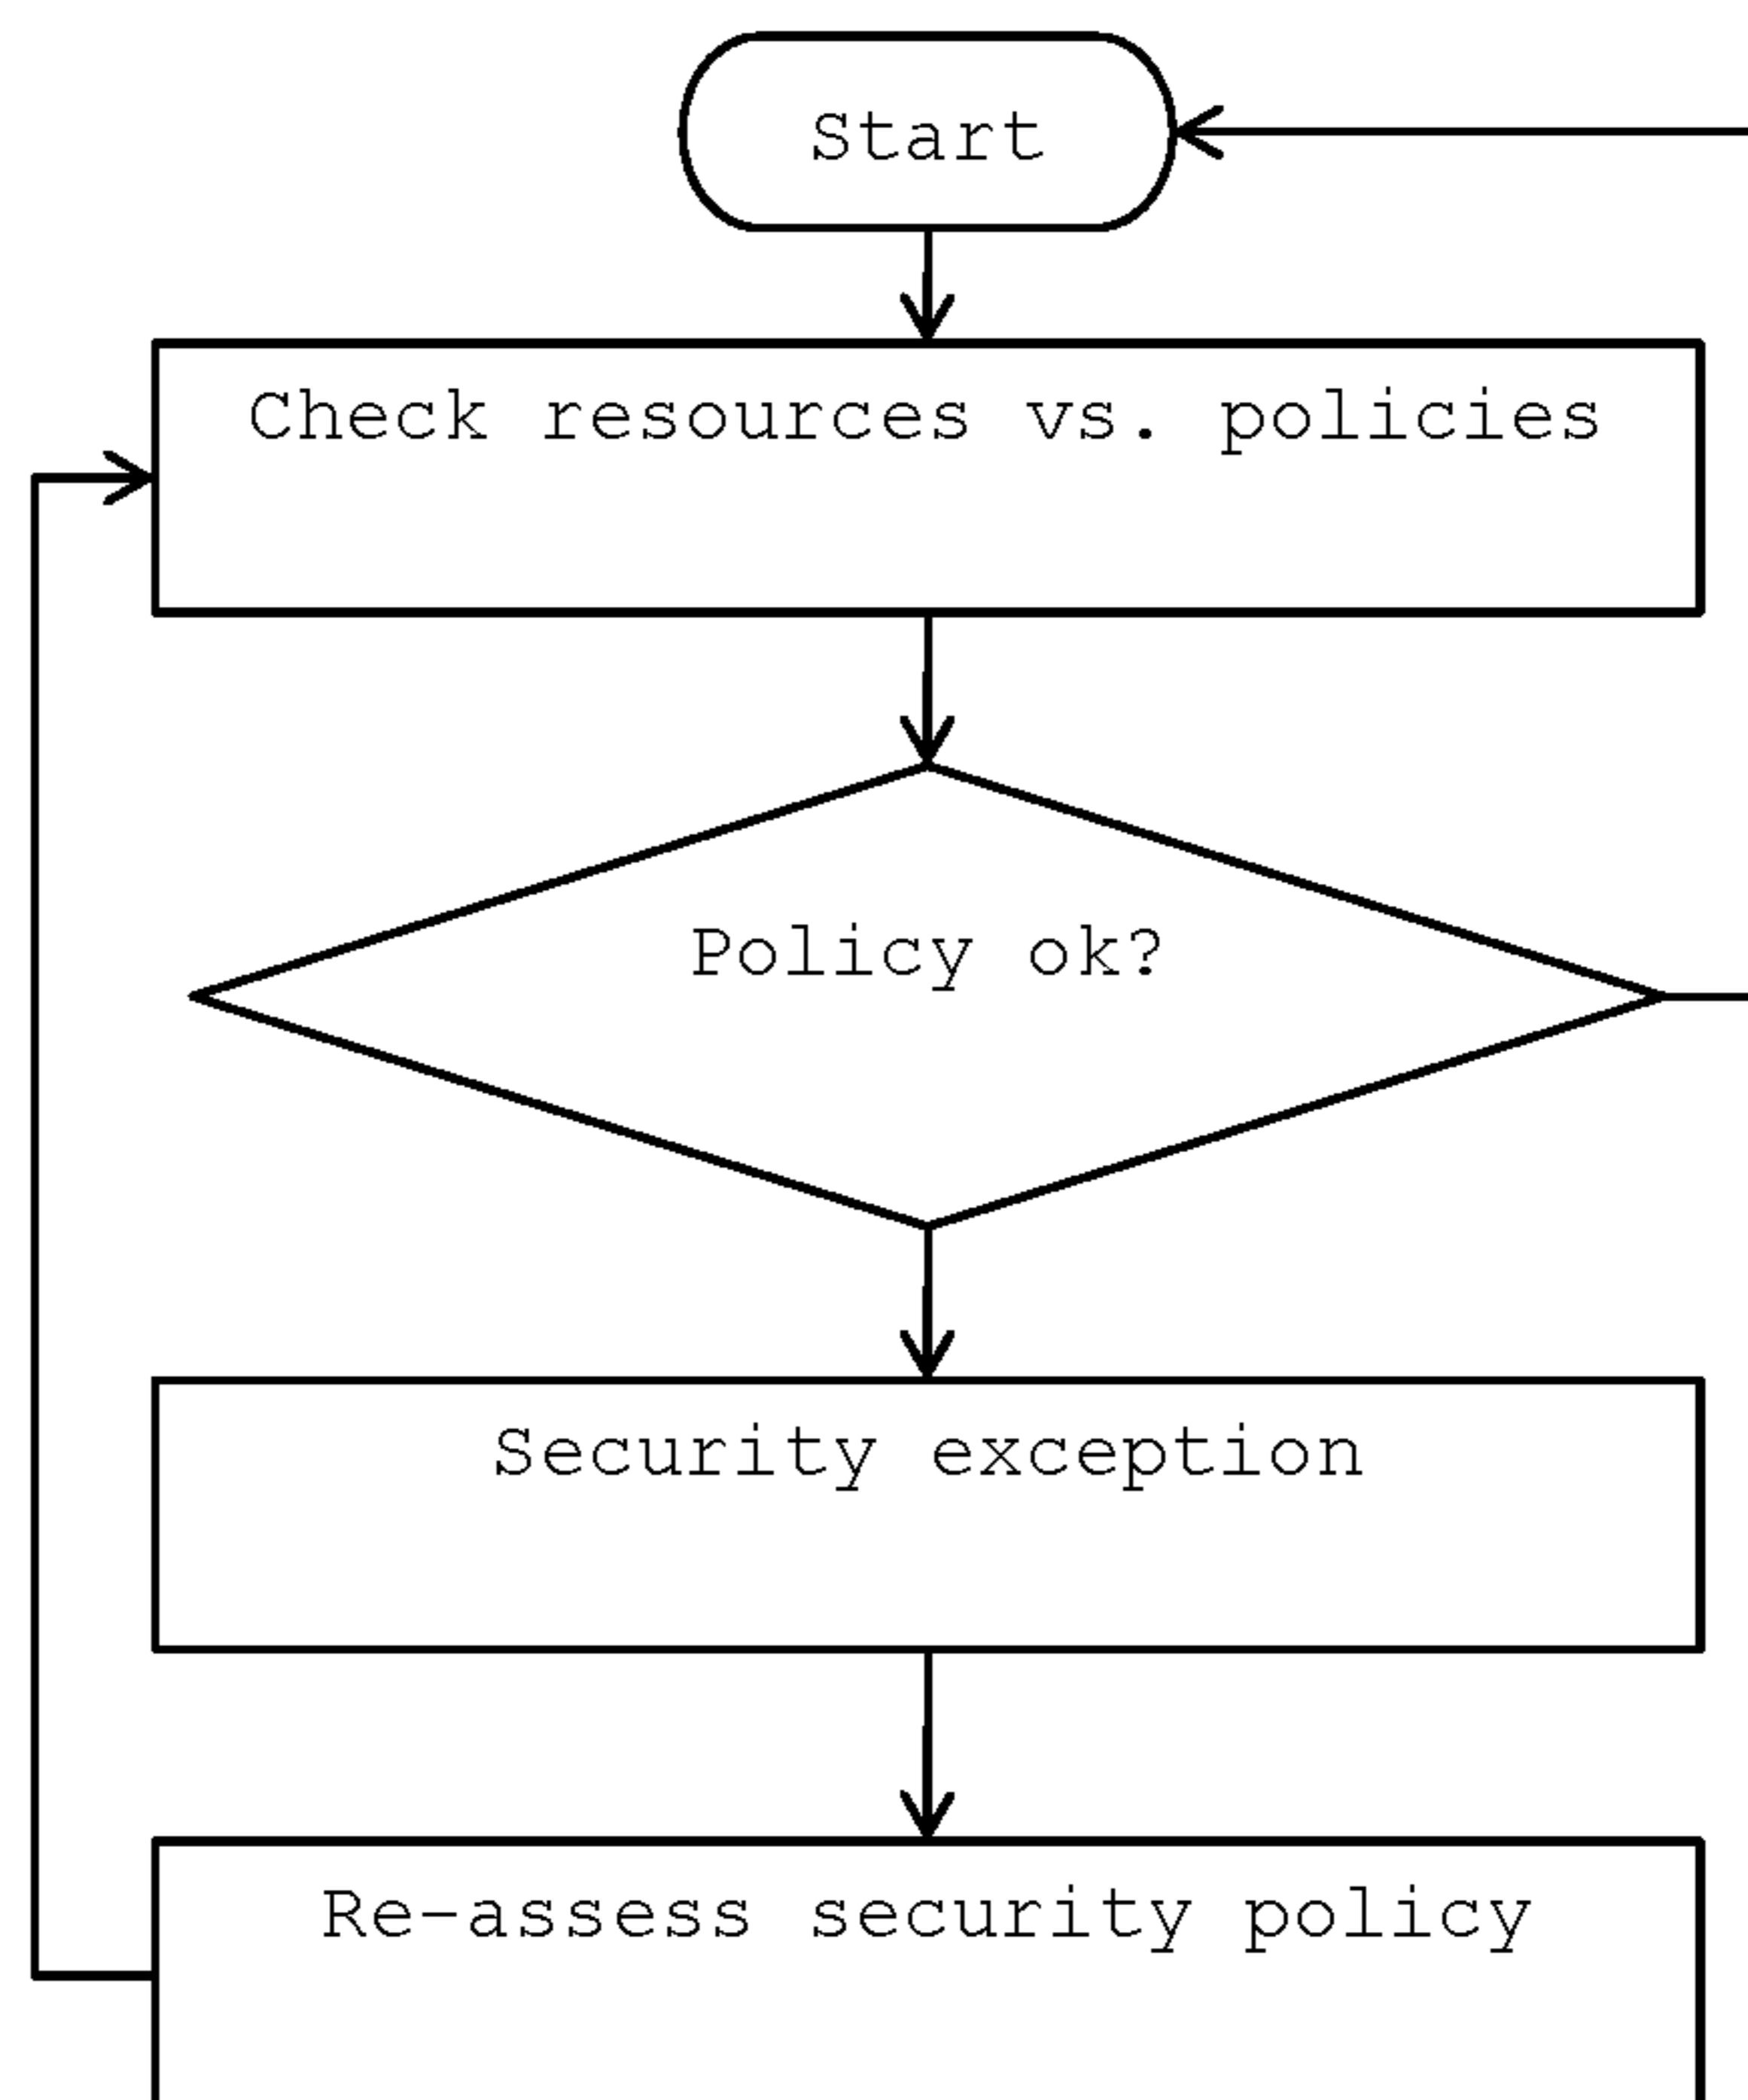 Start
Check resources vs. policies
Policy ok?
Security exception
Re-assess security policy